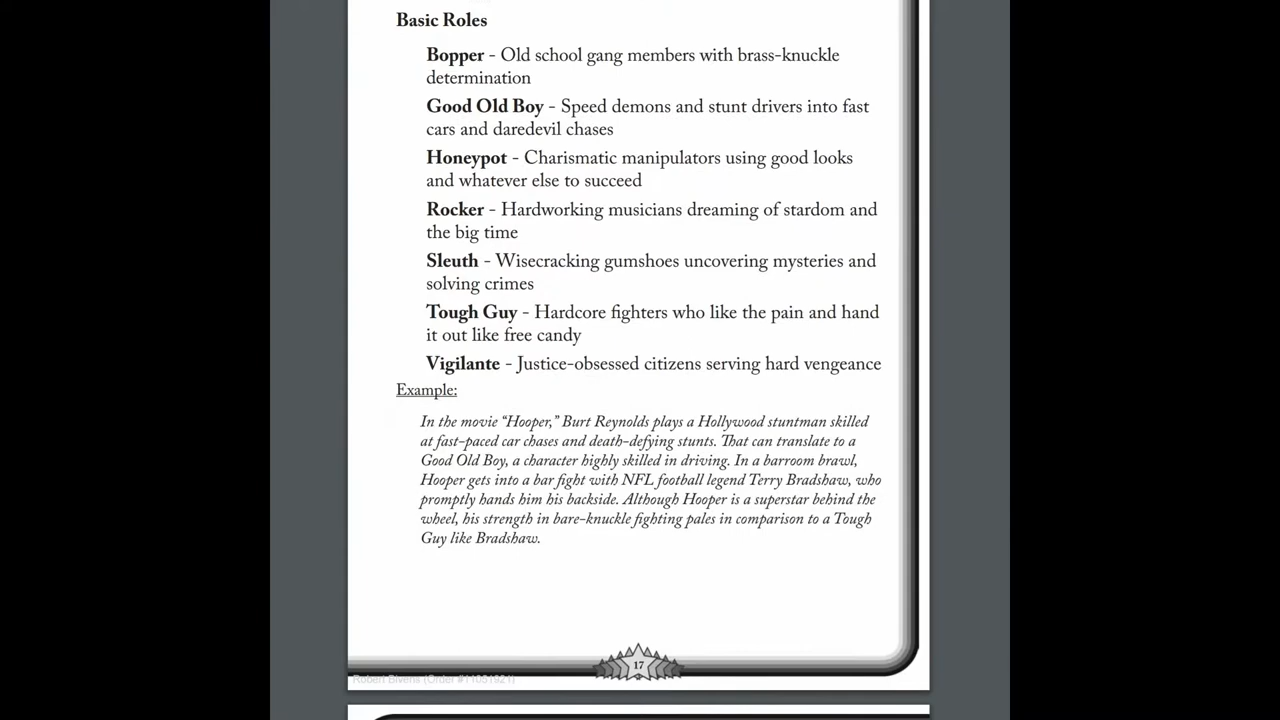 Basic Roles
Bopper - Old school gang members with brass-knuckle
determination
Good Old Boy - Speed demons and stunt drivers into fast
cars and daredevil chases
Honeypot - Charismatic manipulators using good looks
and whatever else to succeed
Rocker - Hardworking musicians dreaming of stardom and
the big time
Sleuth - Wisecracking gumshoes uncovering mysteries and
solving crimes
Tough Guy - Hardcore fighters who like the pain and hand
it out like free candy
Vigilante - Justice-obsessed citizens serving hard vengeance
Example:
In the movie “Hooper,” Burt Reynolds plays a Hollywood stuntman skilled
at fast-paced car chases and death-defying stunts. That can translate to a
Good Old Boy, a character highly skilled in driving. In a barroom brawl,
Hooper gets into a bar fight with NFL football legend Terry Bradshaw, who
promptly hands him his backside. Although Hooper is a superstar behind the
wheel, his strength in bare-knuckle fighting pales in comparison to a Tough
Guy like Bradshaw.
17
Robert Bivens (Order #11051921)